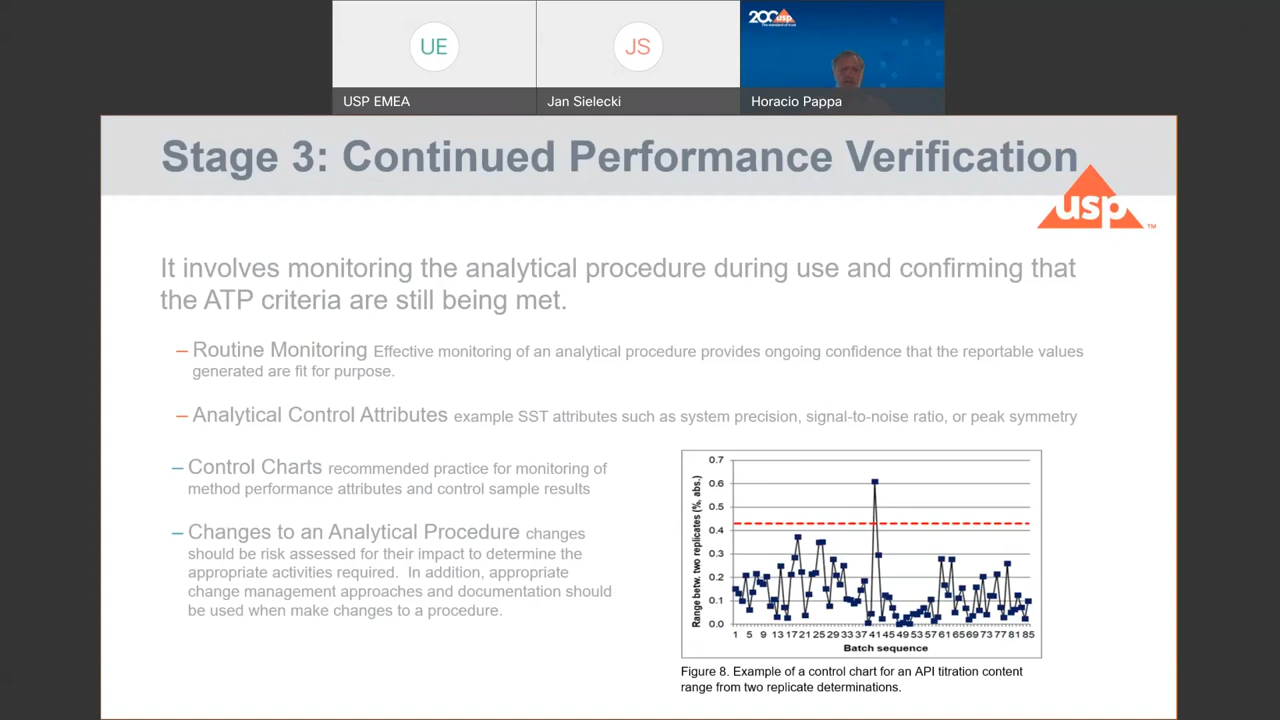 UE
JS
200 usp
USP EMEA
Jan Sielecki
Horacio Pappa
Stage 3: Continued Performance Verification
usp™
It involves monitoring the analytical procedure during use and confirming that
the ATP criteria are still being met.
– Routine Monitoring Effective monitoring of an analytical procedure provides ongoing confidence that the reportable values
generated are fit for purpose.
– Analytical Control Attributes example SST attributes such as system precision, signal-to-noise ratio, or peak symmetry
– Control Charts recommended practice for monitoring of
method performance attributes and control sample results
– Changes to an Analytical Procedure changes
should be risk assessed for their impact to determine the
appropriate activities required. In addition, appropriate
change management approaches and documentation should
be used when make changes to a procedure.
Range betw. two replicates (%, abs.)
0.7
0.6
0.5
0.4
0.3
0.2
0.1
0.0
1 5 9 13 17 21 25 29 33 37 41 45 49 53 57 61 65 69 73 77 81 85
Batch sequence
Figure 8. Example of a control chart for an API titration content
range from two replicate determinations.